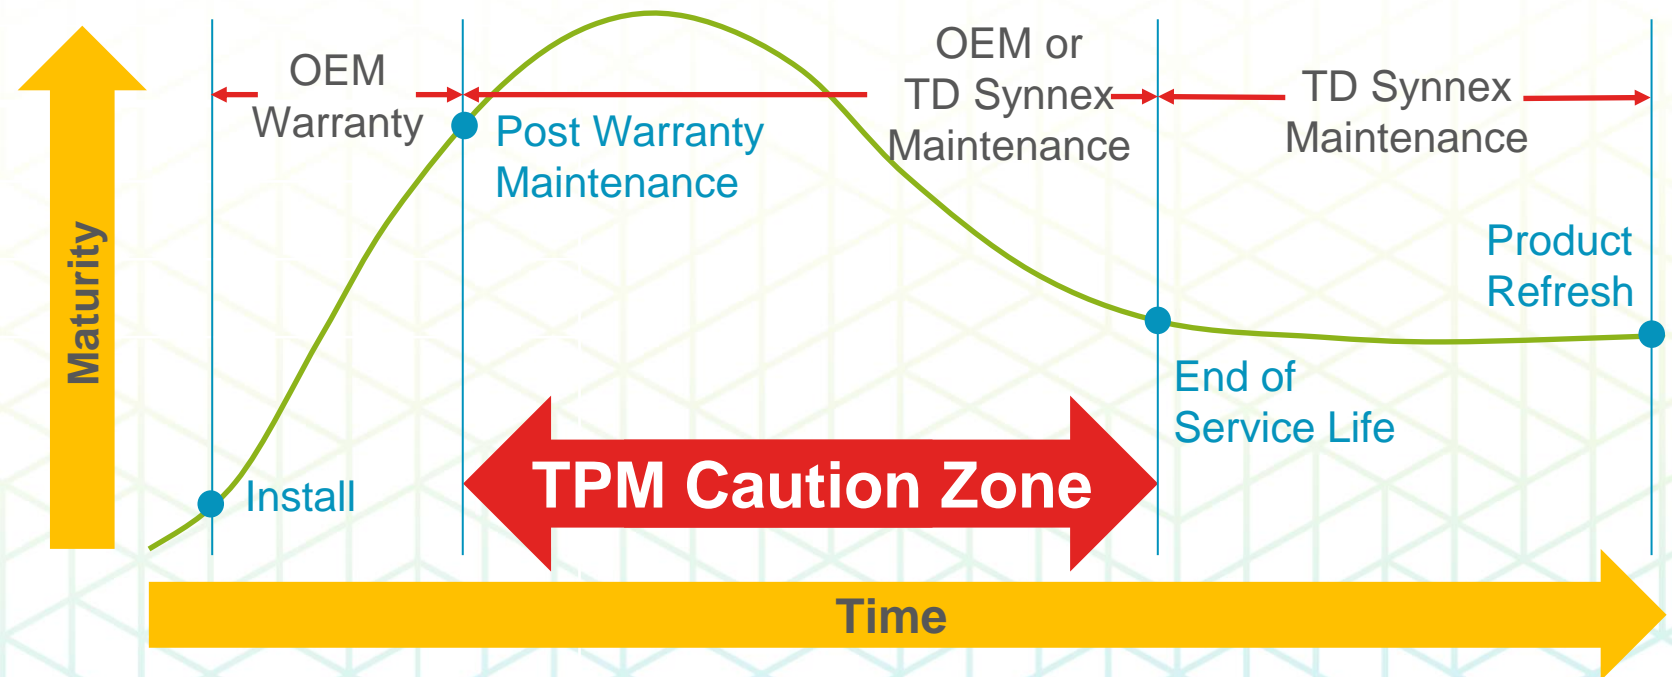 OEM
Warranty
OEM or
TD Synnex
Maintenance
TD Synnex
Maintenance
Post Warranty
Maintenance
Product
Refresh
Maturity
End of
Service Life
Install
TPM Caution Zone
Time